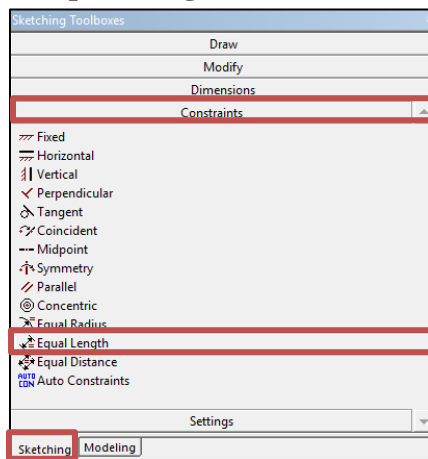 Sketching Toolboxes
Draw
Modify
Dimensions
Constraints
Fixed
Horizontal
Vertical
Perpendicular
Tangent
Coincident
Midpoint
Symmetry
Parallel
Concentric
Equal Radius
Equal Length
Equal Distance
AUTO CON Auto Constraints
Settings
Sketching Modeling